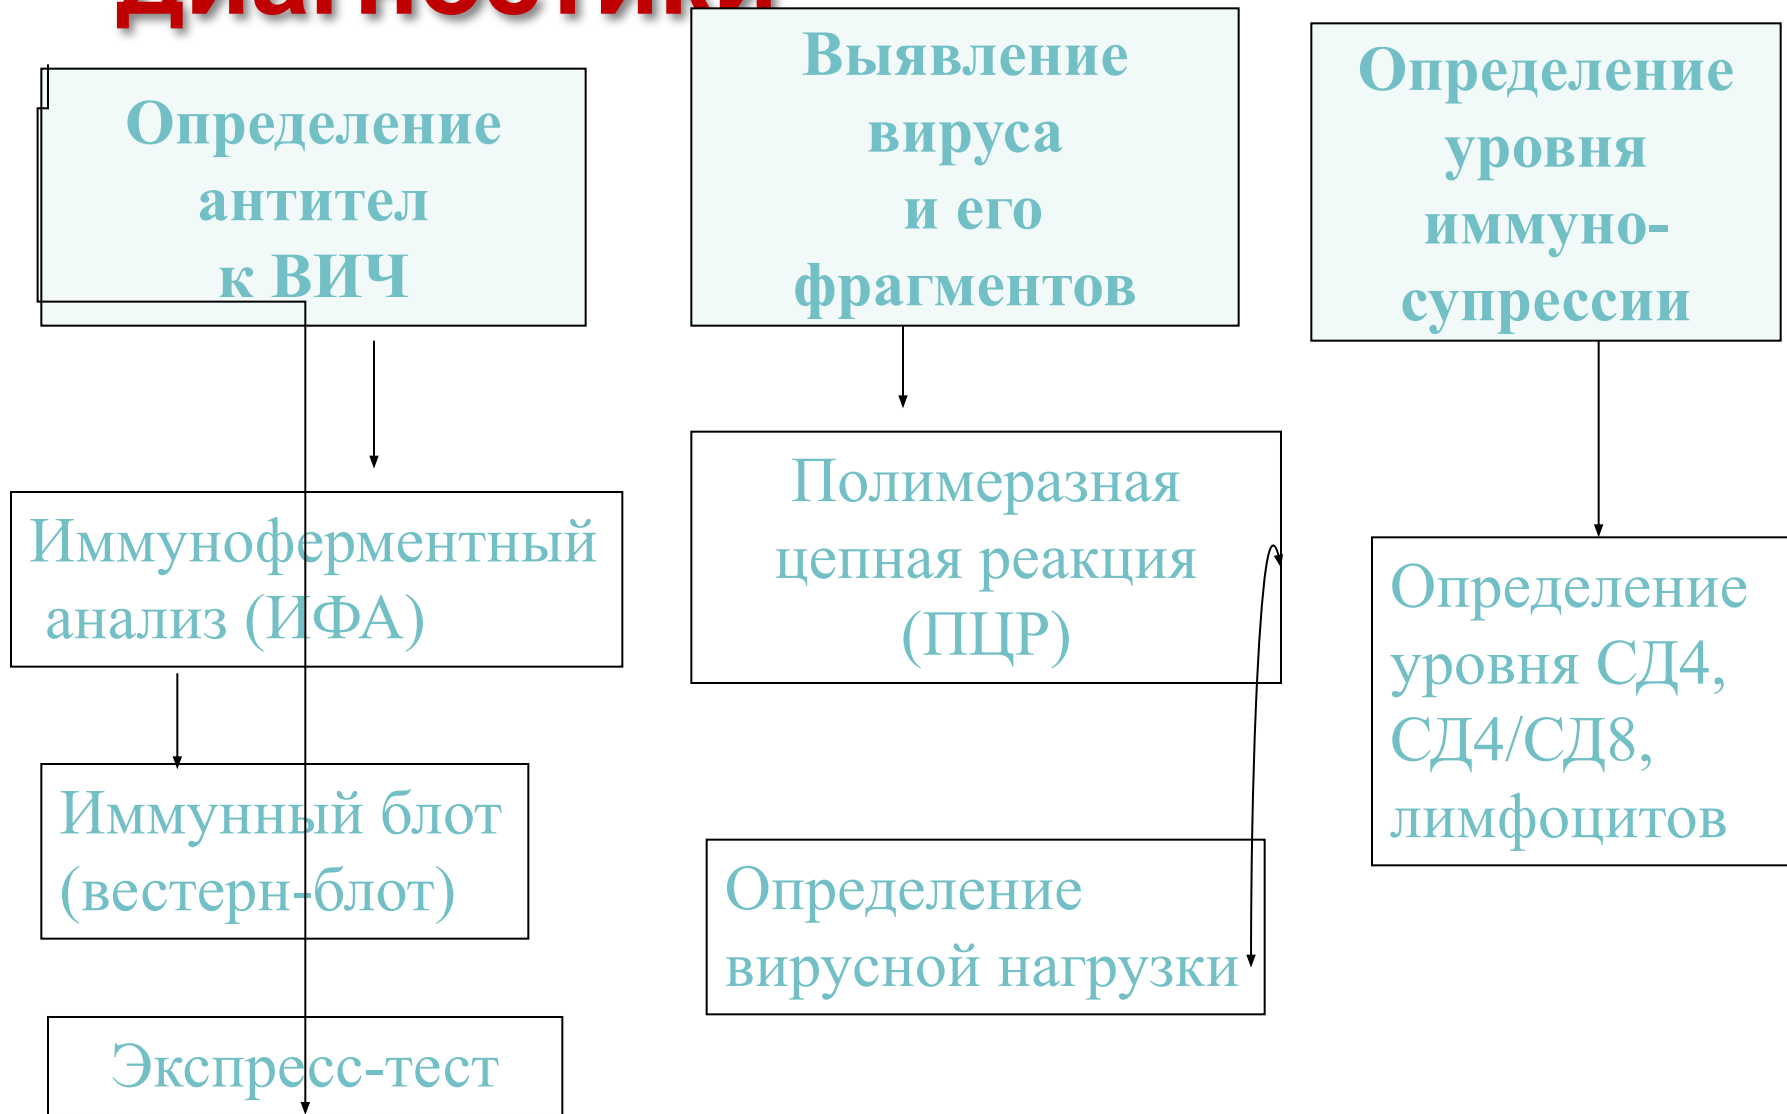 диагностики
Определение
антител
к ВИЧ
Выявление
вируса
и его
фрагментов
Определение
уровня
иммуно-
супрессии
Иммуноферментный
анализ (ИФА)
Полимеразная
цепная реакция
(ПЦР)
Определение
уровня СД4,
СД4/СД8,
лимфоцитов
Иммунный блот
(вестерн-блот)
Определение
вирусной нагрузки
Экспресс-тест